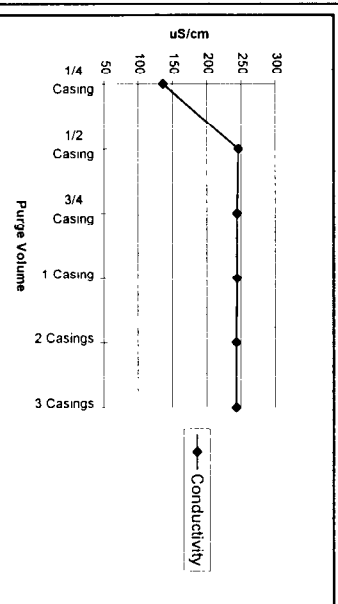 uS/cm
300
250
200
150
100
50
1/4
Casing
1/2
Casing
3/4
Casing
1 Casing
2 Casings
3 Casings
Purge Volume
Conductivity